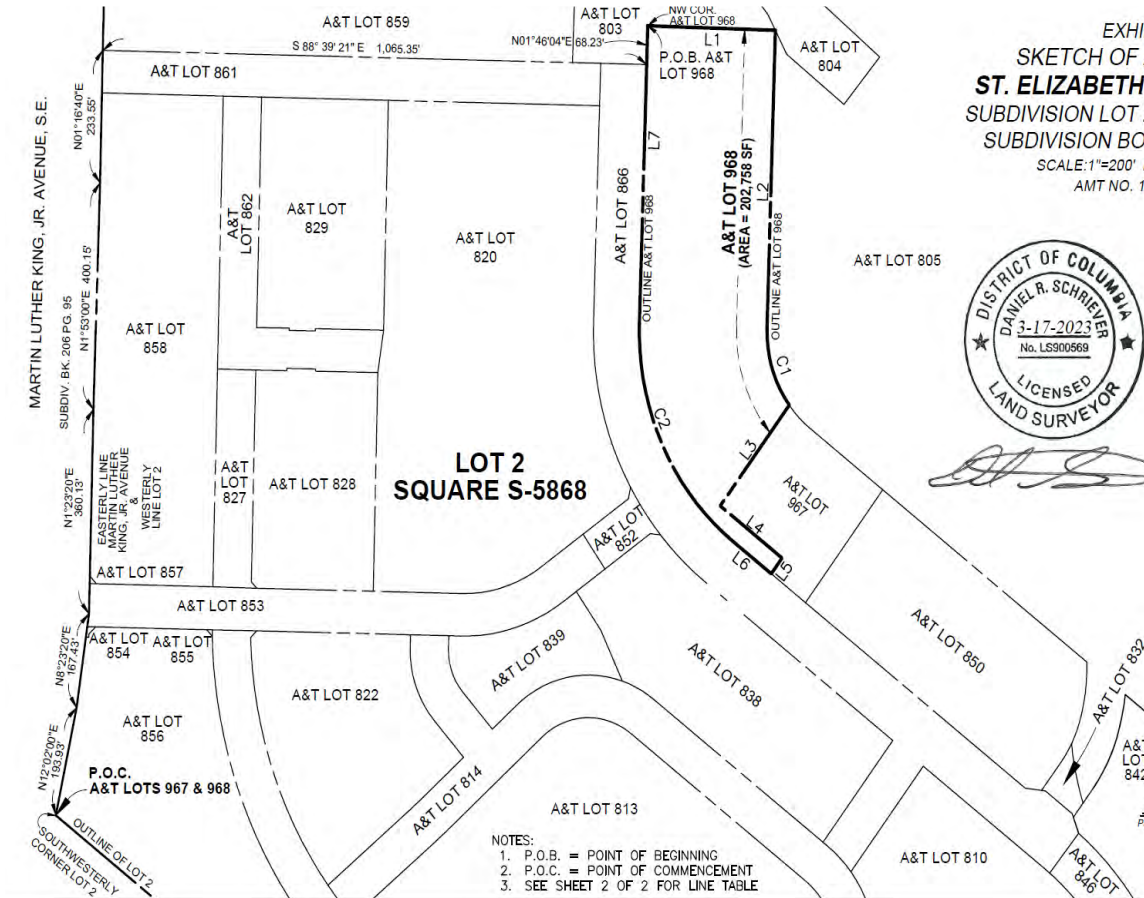 A&T LOT 859
S 88° 39' 21" E 1,065.35'
A&T LOT
803
N01°46'04"E 68.23'
NW COR.
A&T LOT 968
L1
P.O.B. A&T
LOT 968
A&T LOT
804
SKETCH OF
ST. ELIZABETH
SUBDIVISION LOT
SUBDIVISION BO
SCALE:1"=200'
AMT NO. 1
A&T LOT 861
MARTIN LUTHER KING, JR. AVENUE, S.E.
N01°16'40"E
233.55'
A&T
LOT 862
A&T LOT
829
A&T LOT
820
A&T LOT 866
L7
OUTLINE A&T LOT 968
A&T LOT 968
(AREA = 202,758 SF)
L2
OUTLINE A&T LOT 968
A&T LOT 805
DISTRICT OF COLUMBIA
DANIEL R. SCHRIEVER
3-17-2023
No. LS900569
LICENSED
LAND SURVEYOR
SUBDIV. BK. 206 PG. 95
N1°53'00"E 400.15'
A&T LOT
858
C1
C2
L3
N1°23'20"E
360.13'
EASTERLY LINE
MARTIN LUTHER
KING, JR. AVENUE
&
WESTERLY
LINE LOT 2
A&T
LOT
827
A&T LOT 828
LOT 2
SQUARE S-5868
A&T LOT
967
L4
L5
L6
A&T LOT
852
A&T LOT 857
A&T LOT 853
A&T LOT
854
A&T LOT
855
N8°23'20"E
167.43'
A&T LOT 839
A&T LOT 838
A&T LOT 850
A&T LOT 832
A&T LOT 822
A&T LOT
856
N12°02'00"E
193.93'
P.O.C.
A&T LOTS 967 & 968
A&T LOT 814
A&T LOT 813
A&T
LOT
842
OUTLINE OF LOT 2
SOUTHWESTERLY
CORNER LOT 2
NOTES:
1. P.O.B. = POINT OF BEGINNING
2. P.O.C. = POINT OF COMMENCEMENT
3. SEE SHEET 2 OF 2 FOR LINE TABLE
A&T LOT 810
A&T LOT
846